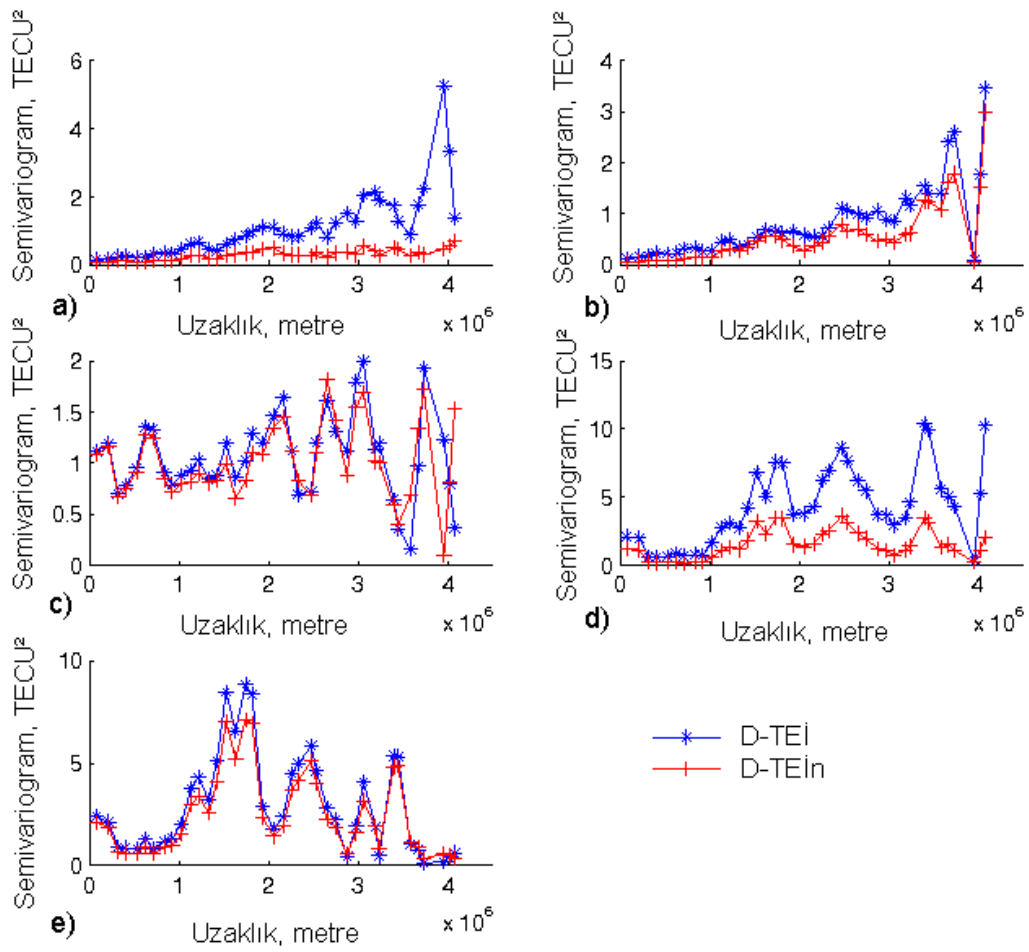 Semivariogram, TECU²
6
4
2
0
0 1 2 3 4
x 10⁶
a)
Uzaklık, metre
Semivariogram, TECU²
4
3
2
1
0
0 1 2 3 4
x 10⁶
b)
Uzaklık, metre
Semivariogram, TECU²
2
1.5
1
0.5
0
0 1 2 3 4
x 10⁶
c)
Uzaklık, metre
Semivariogram, TECU²
15
10
5
0
0 1 2 3 4
x 10⁶
d)
Uzaklık, metre
Semivariogram, TECU²
10
5
0
0 1 2 3 4
x 10⁶
e)
Uzaklık, metre
D-TEİ
D-TEİn